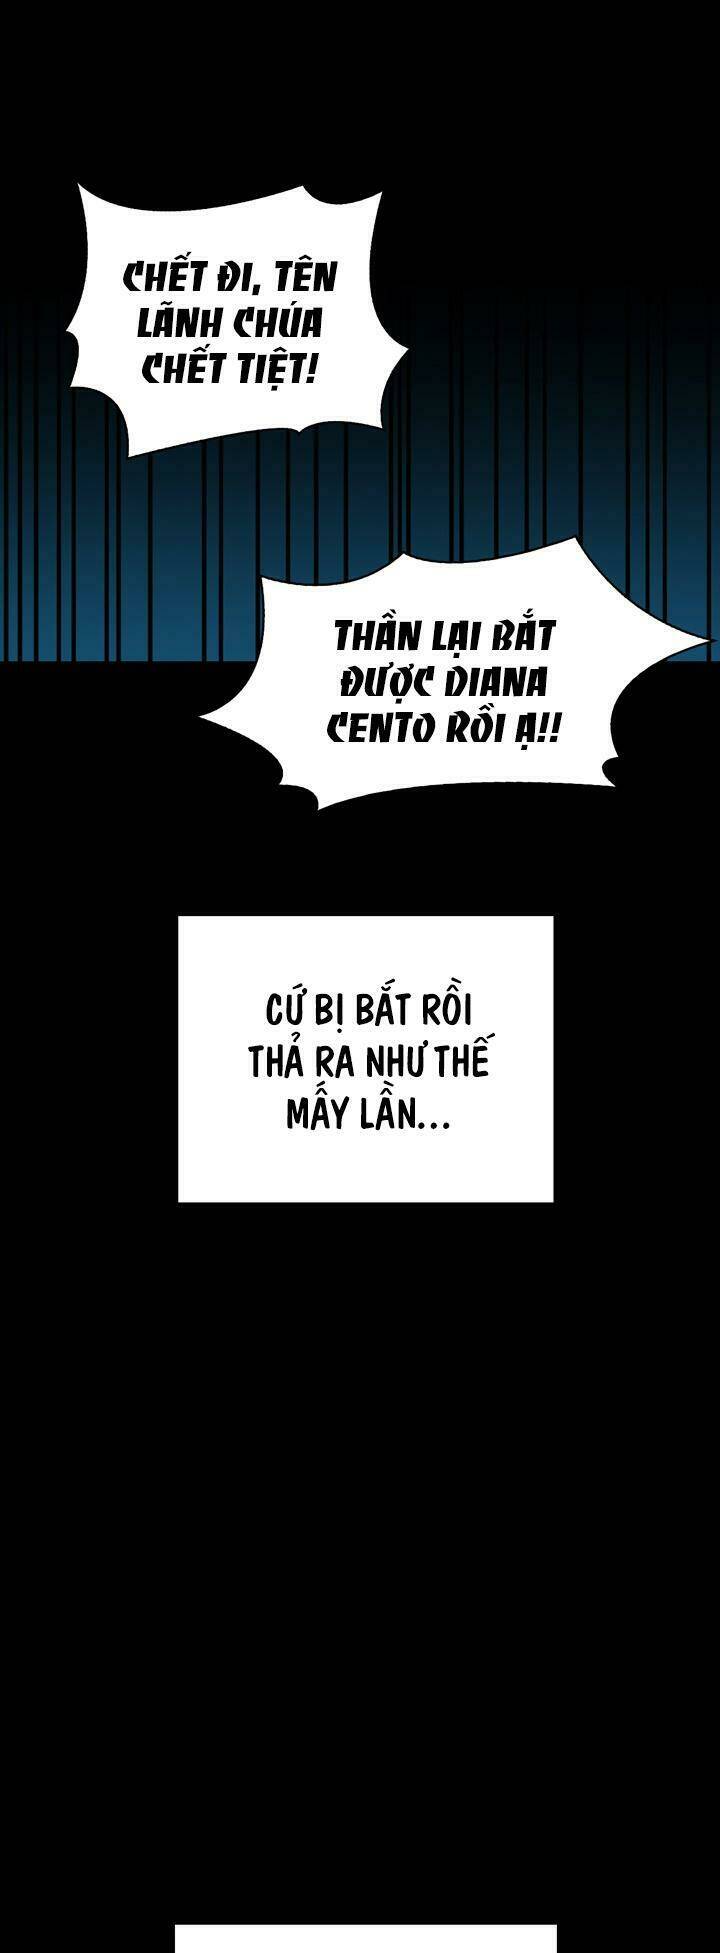 CHẾT ĐI, TÊN
LÃNH CHÚA
CHẾT TIỆT!
THẦN LẠI BẮT
ĐƯỢC DIANA
CENTO RỒI Ạ!!
CỨ BỊ BẮT RỒI
THẢ RA NHƯ THẾ
MẤY LẦN...